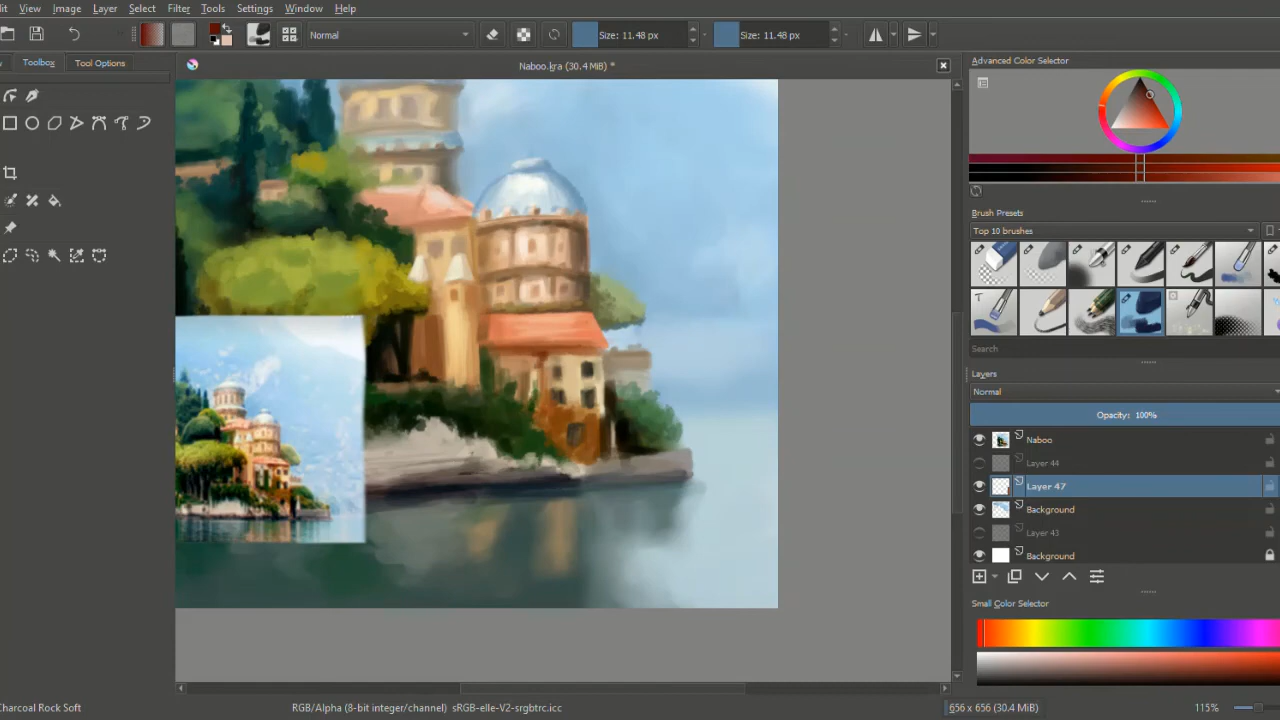 it View Image Layer Select Filter Tools Settings Window Help
Normal
Size: 11.48 px
Size: 11.48 px
Toolbox
Tool Options
Naboo.kra (30.4 MiB) *
Advanced Color Selector
Brush Presets
Top 10 brushes
Search
Layers
Normal
Opacity: 100%
Naboo
Layer 44
Layer 47
Background
Layer 43
Background
Small Color Selector
Charcoal Rock Soft
RGB/Alpha (8-bit integer/channel) sRGB-elle-V2-srgbtrc.icc
656 x 656 (30.4 MiB)
115%